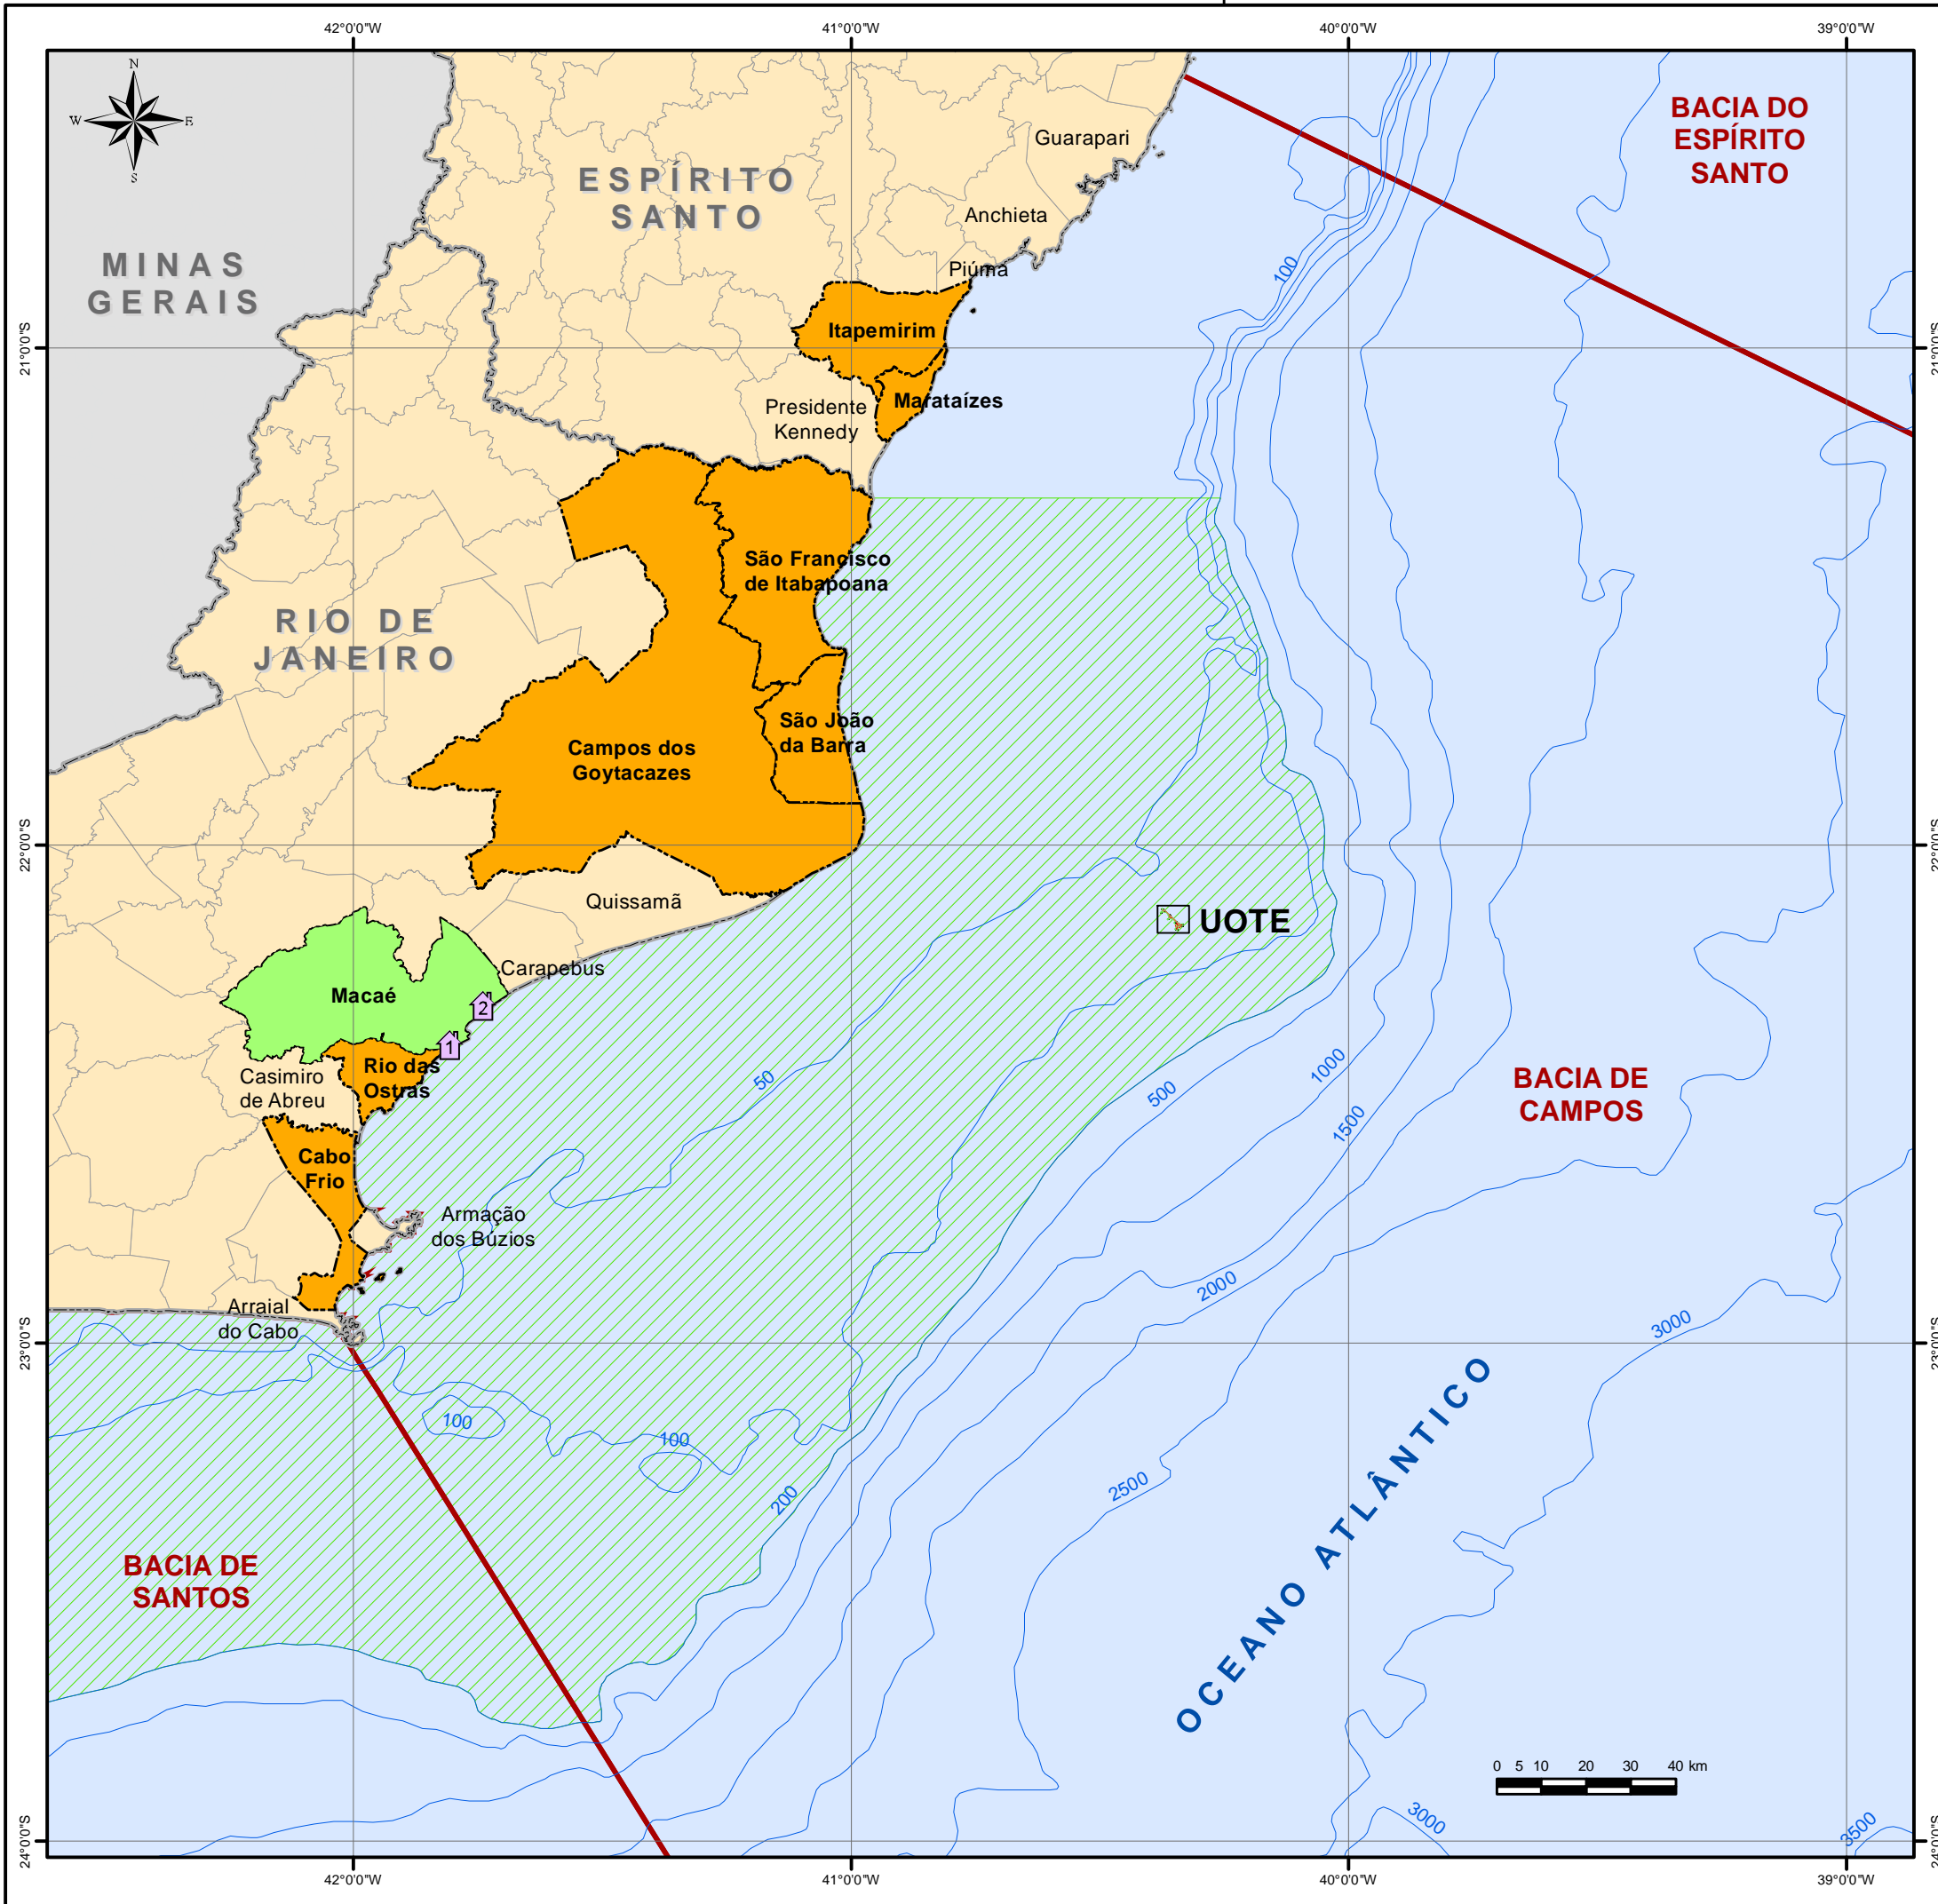 42°0'0"W
41°0'0"W
40°0'0"W
39°0'0"W
N
W
E
S
BACIA DO
ESPÍRITO
SANTO
Guarapari
ESPÍRITO
SANTO
Anchieta
MINAS
GERAIS
Piúma
100
Itapemirim
21°0'0"S
21°0'0"S
Marataízes
Presidente
Kennedy
São Francisco
de Itabapoana
RIO DE
JANEIRO
São João
da Barra
Campos dos
Goytacazes
22°0'0"S
22°0'0"S
Quissamã
UOTE
Carapebus
Macaé
2
1
Rio das
Ostras
Casimiro
de Abreu
50
500
1000
1500
BACIA DE
CAMPOS
Cabo
Frio
Armação
dos Búzios
2000
Arraial
do Cabo
3000
23°0'0"S
23°0'0"S
100
100
200
2500
OCEANO ATLÂNTICO
BACIA DE
SANTOS
0 5 10 20 30 40 km
3000
3500
24°0'0"S
24°0'0"S
42°0'0"W
41°0'0"W
40°0'0"W
39°0'0"W